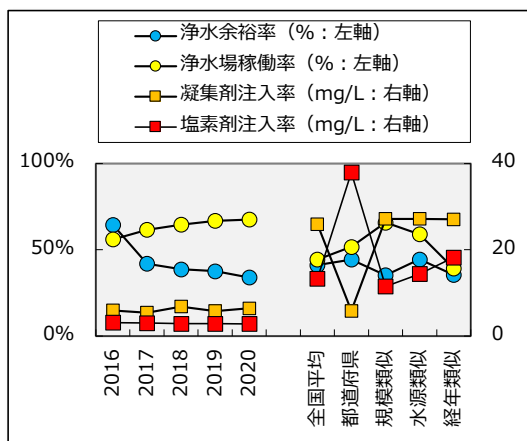 浄水余裕率（%：左軸）
浄水場稼働率（%：左軸）
凝集剤注入率（mg/L：右軸）
塩素剤注入率（mg/L：右軸）
100%
50%
0%
40
20
0
2016
2017
2018
2019
2020
全国平均
都道府県
規模類似
水源類似
経年類似